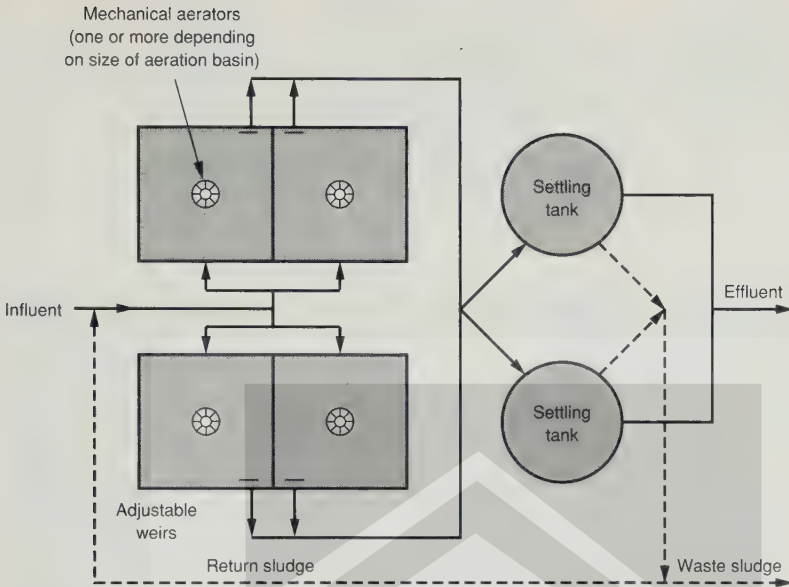 Mechanical aerators
(one or more depending
on size of aeration basin)
Settling
tank
Influent
Effluent
Settling
tank
Adjustable
weirs
Return sludge
Waste sludge